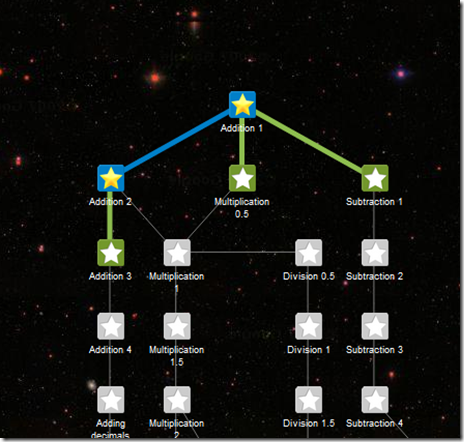 Addition 1
Addition 2
Multiplication
0.5
Subtraction 1
Addition 3
Multiplication
1
Division 0.5
Subtraction 2
Addition 4
Multiplication
1.5
Division 1
Subtraction 3
Adding
decimals
Multiplication
2
Division 1.5
Subtraction 4